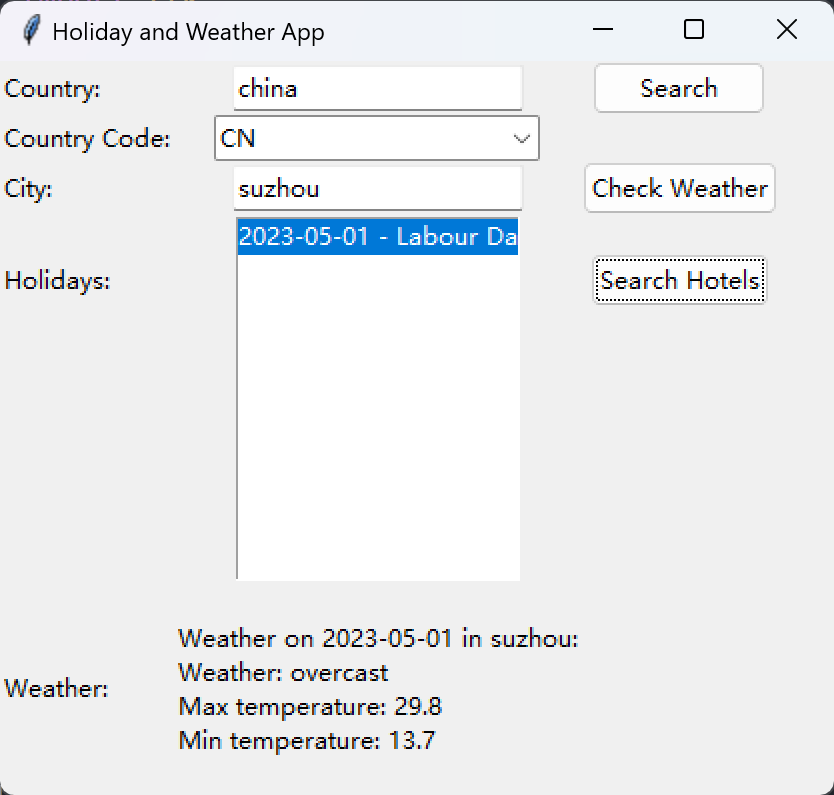 Holiday and Weather App
Country: china Search
Country Code: CN
City: suzhou Check Weather
2023-05-01 - Labour Da
Holidays: Search Hotels
Weather on 2023-05-01 in suzhou:
Weather: overcast
Weather:
Max temperature: 29.8
Min temperature: 13.7